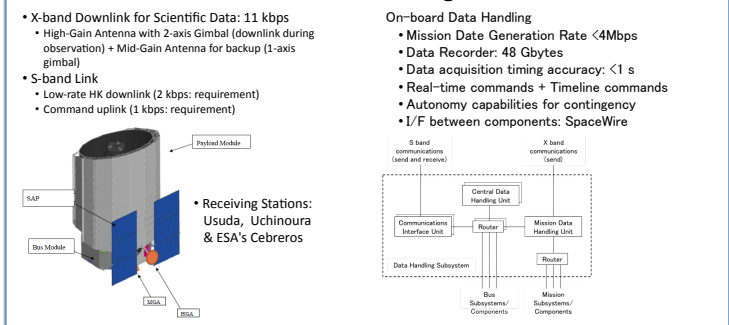 • X-band Downlink for Scientific Data: 11 kbps
• High-Gain Antenna with 2-axis Gimbal (downlink during
observation) + Mid-Gain Antenna for backup (1-axis
gimbal)
• S-band Link
• Low-rate HK downlink (2 kbps: requirement)
• Command uplink (1 kbps: requirement)
Payload Module
SAP
Bus Module
MGA
HGA
• Receiving Stations:
Usuda, Uchinoura
& ESA's Cebreros
On-board Data Handling
• Mission Date Generation Rate <4Mbps
• Data Recorder: 48 Gbytes
• Data acquisition timing accuracy: <1 s
• Real-time commands + Timeline commands
• Autonomy capabilities for contingency
• I/F between components: SpaceWire
S band
communications
(send and receive)
X band
communications
(send)
Central Data
Handling Unit
Communications
Interface Unit
Router
Mission Data
Handling Unit
Router
Data Handling Subsystem
Bus
Subsystems/
Components
Mission
Subsystems/
Components